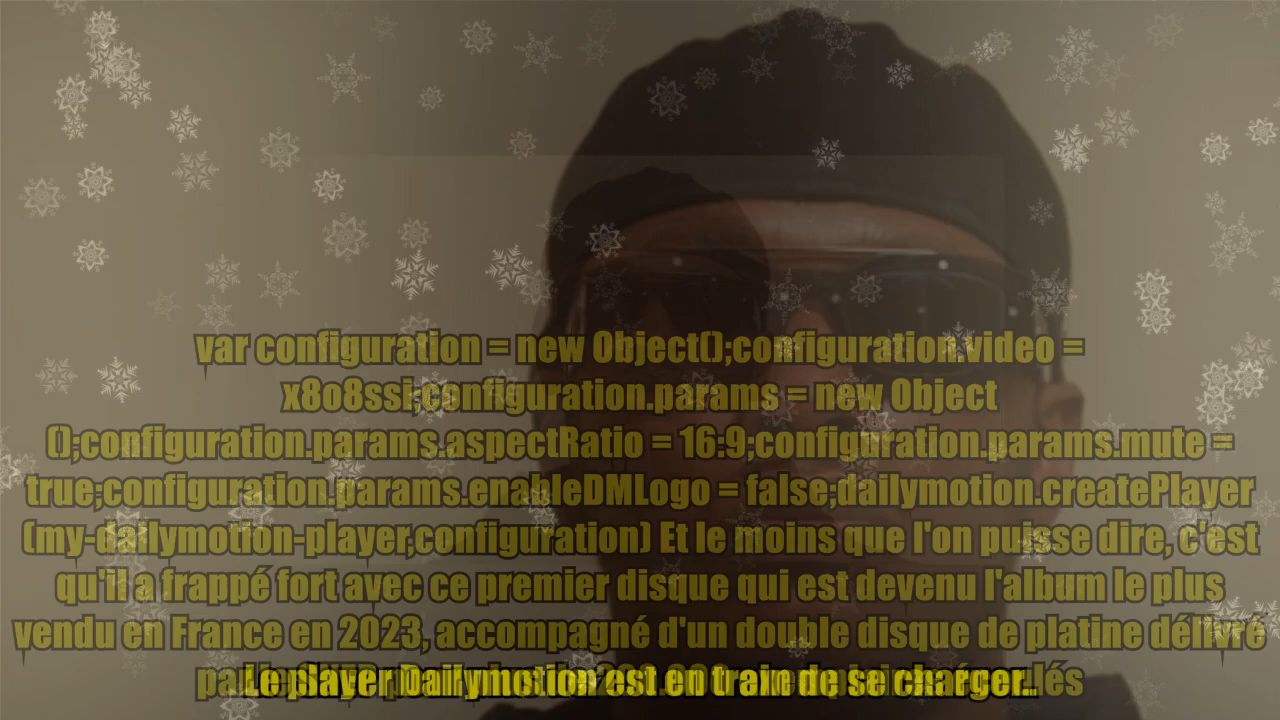 var configuration = new Object();configuration.video =
x8o8ssi;configuration.params = new Object
();configuration.params.aspectRatio = 16:9;configuration.params.mute =
true;configuration.params.enableDMLogo = false;dailymotion.createPlayer
(my-dailymotion-player,configuration) Et le moins que l'on puisse dire, c'est
qu'il a frappé fort avec ce premier disque qui est devenu l'album le plus
vendu en France en 2023, accompagné d'un double disque de platine délivré
Le player Dailymotion est en train de se charger..